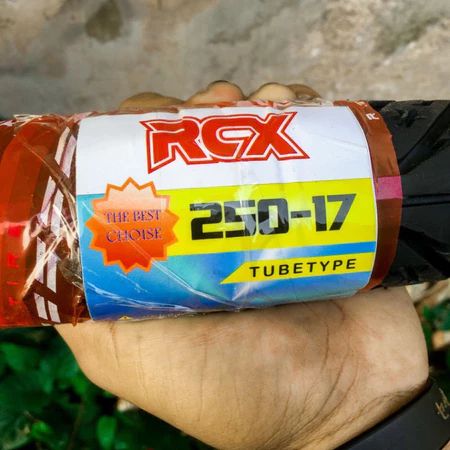 RCX
THE BEST
CHOISE
250-17
TUBETYPE